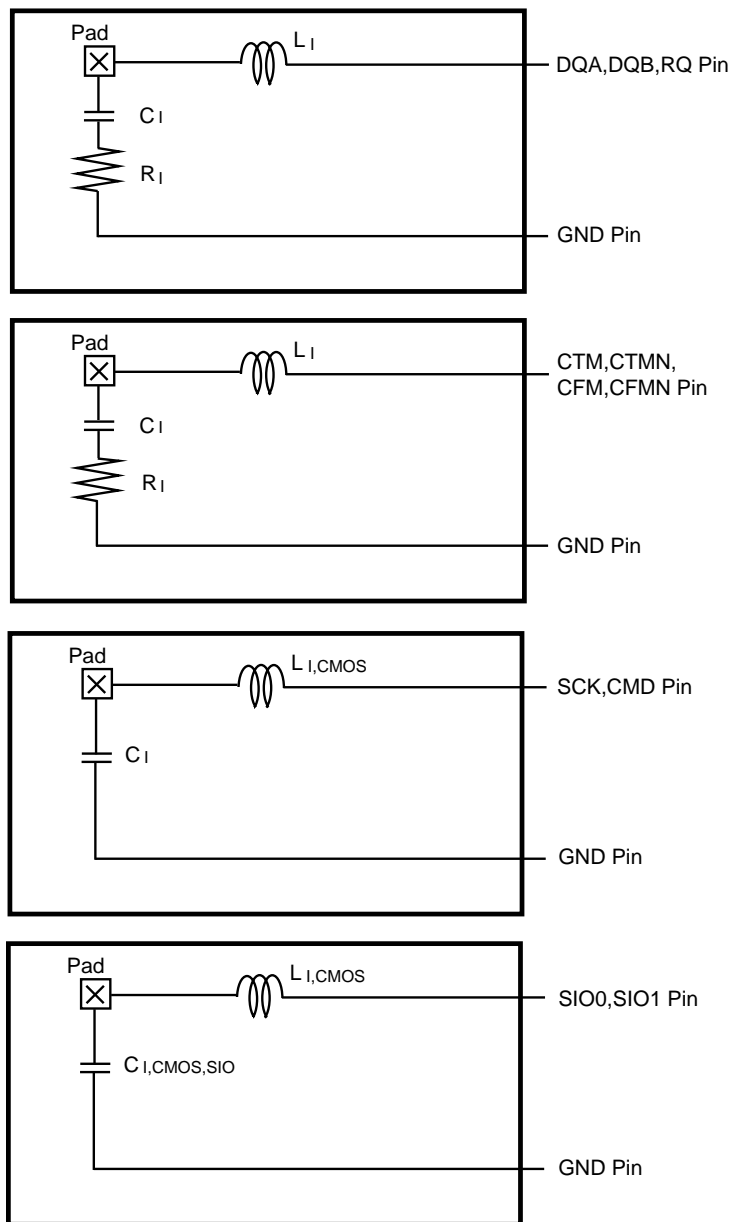 Pad
L I
DQA,DQB,RQ Pin
C I
R I
GND Pin
Pad
L I
CTM,CTMN,
CFM,CFMN Pin
C I
R I
GND Pin
Pad
L I,CMOS
SCK,CMD Pin
C I
GND Pin
Pad
L I,CMOS
SIO0,SIO1 Pin
C I,CMOS,SIO
GND Pin